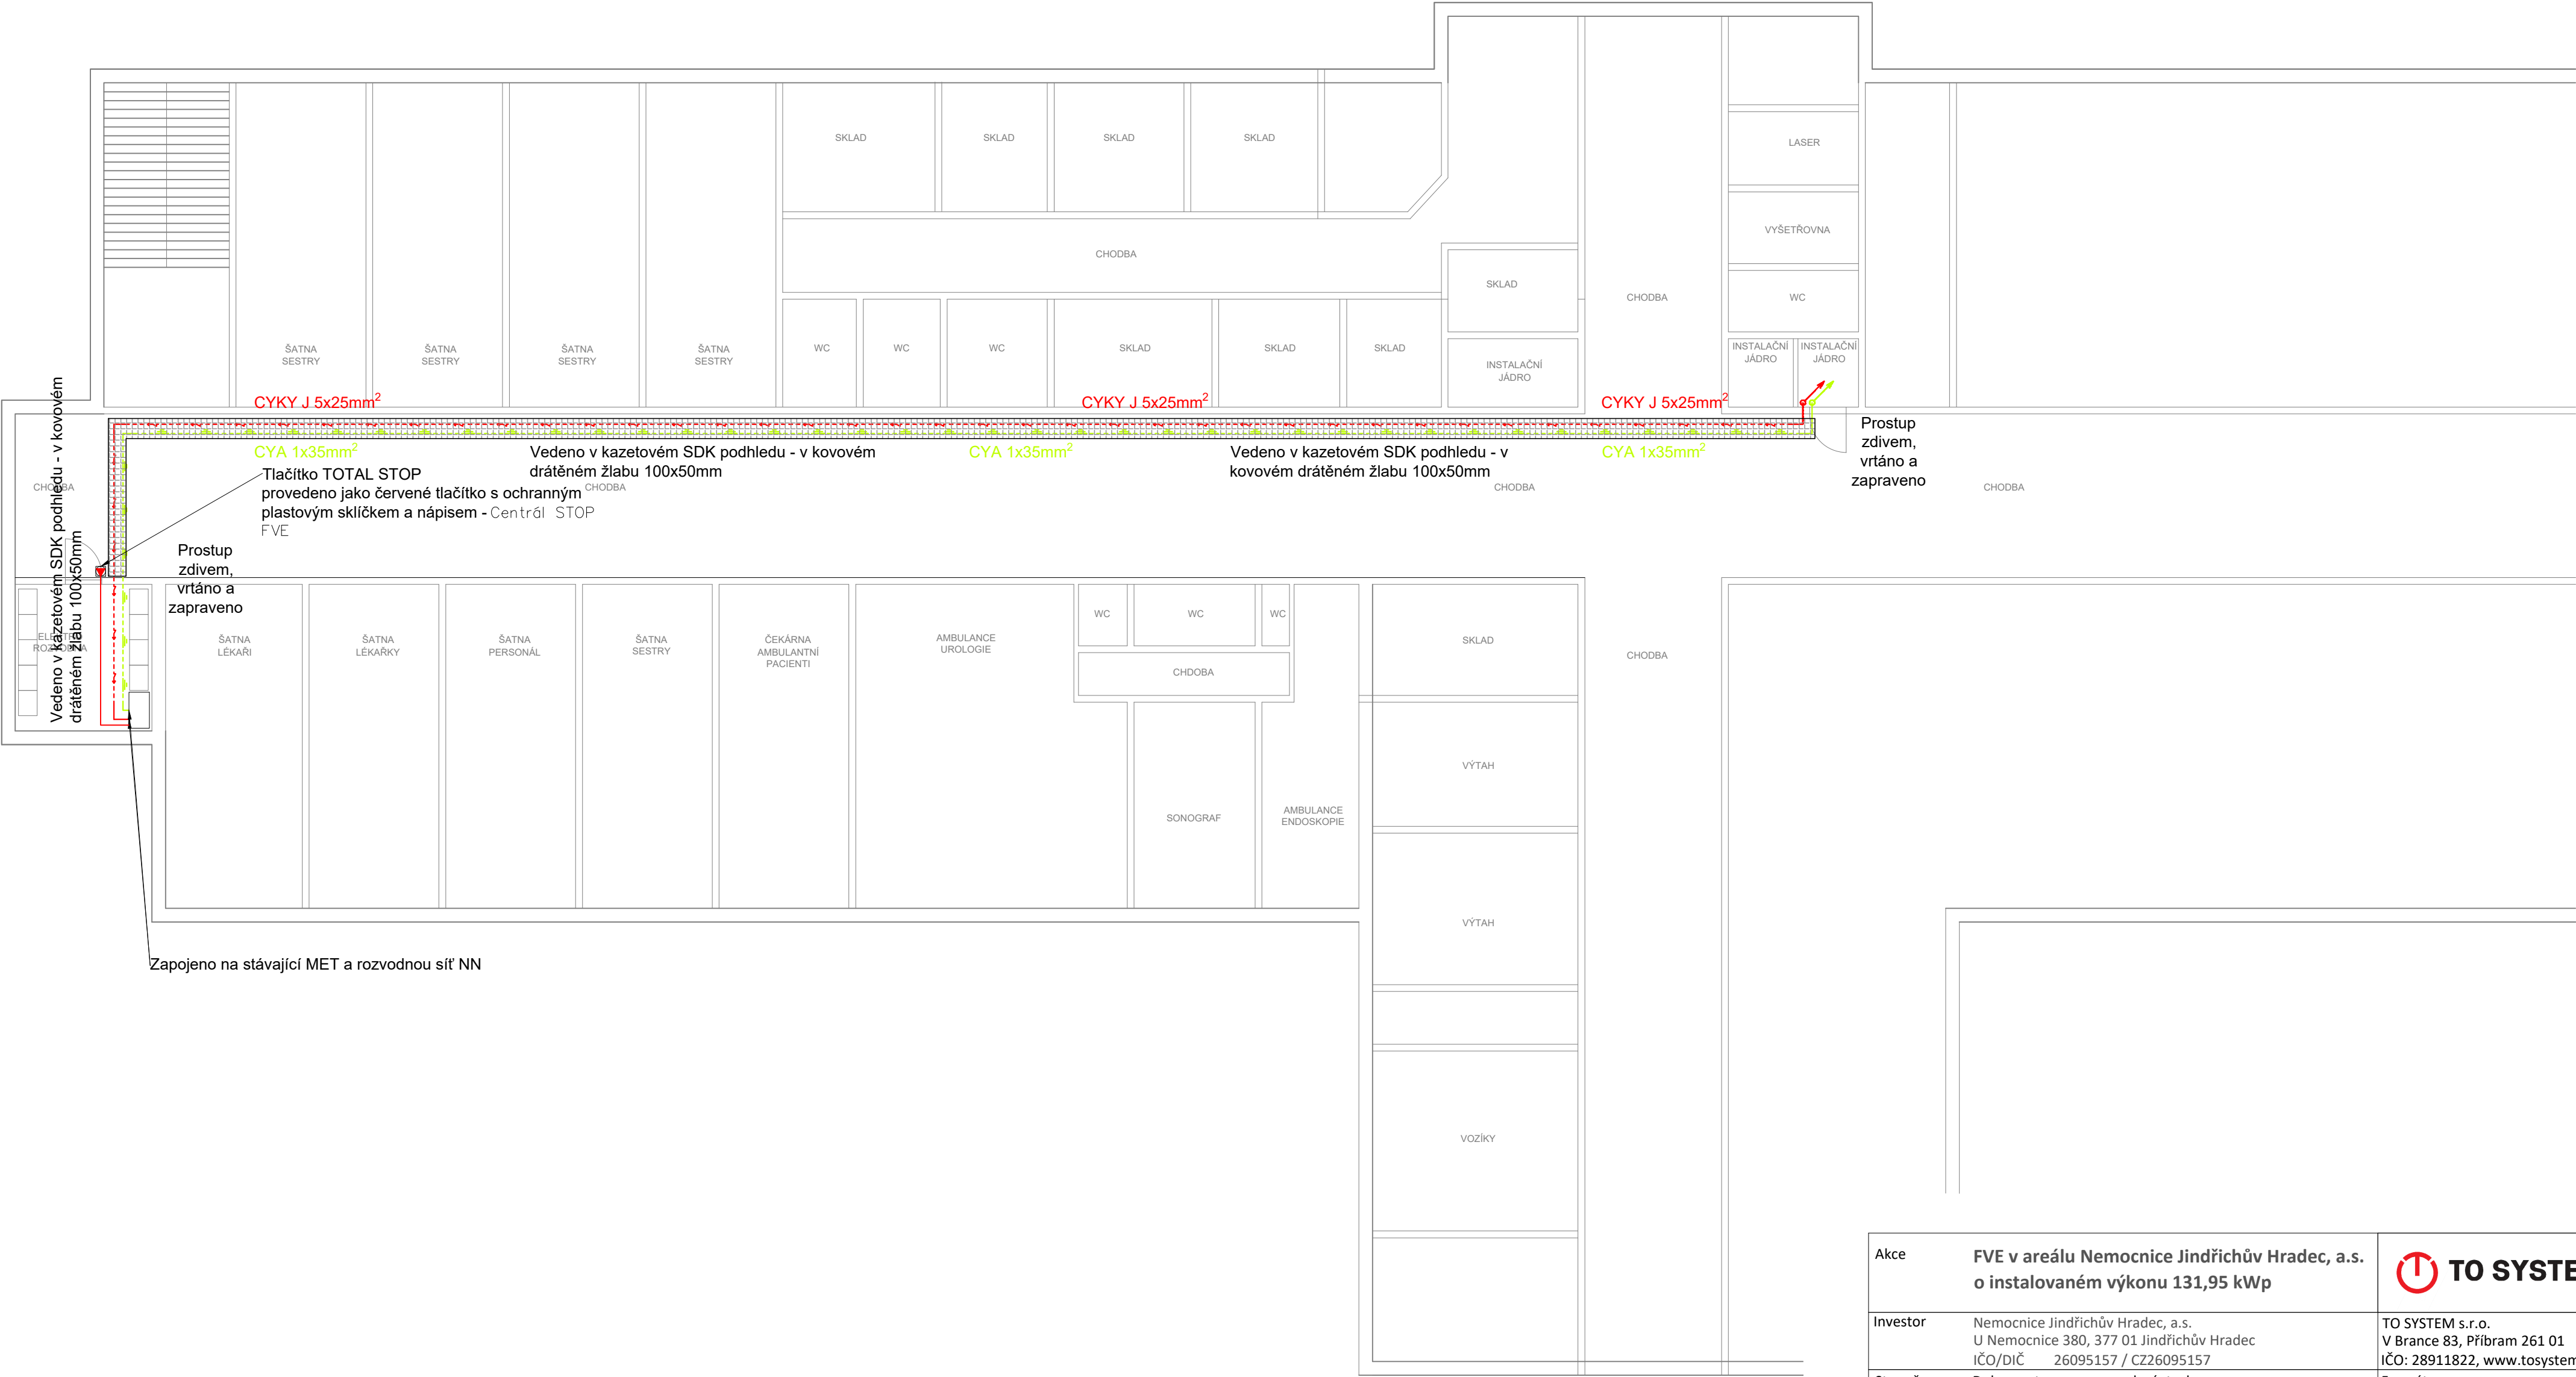 SKLAD
SKLAD
SKLAD
SKLAD
LASER
VYŠETŘOVNA
CHODBA
SKLAD
CHODBA
WC
ŠATNA
SESTRY
ŠATNA
SESTRY
ŠATNA
SESTRY
ŠATNA
SESTRY
WC
WC
WC
SKLAD
SKLAD
SKLAD
INSTALAČNÍ
JÁDRO
INSTALAČNÍ
JÁDRO
INSTALAČNÍ
JÁDRO
CYKY J 5x25mm²
CYKY J 5x25mm²
CYKY J 5x25mm²
CYA 1x35mm²
Vedeno v kazetovém SDK podhledu - v kovovém
drátěném žlabu 100x50mm
CYA 1x35mm²
Vedeno v kazetovém SDK podhledu - v
kovovém drátěném žlabu 100x50mm
CYA 1x35mm²
Prostup
zdivem,
vrtáno a
zapraveno
Vedeno v kazetovém SDK podhledu - v kovovém
drátěném žlabu 100x50mm
Tlačítko TOTAL STOP
provedeno jako červené tlačítko s ochranným
plastovým sklíčkem a nápisem - Centrál STOP
FVE
CHODBA
CHODBA
CHODBA
CHODBA
Prostup
zdivem,
vrtáno a
zapraveno
ROZVODNA
ŠATNA
LÉKAŘI
ŠATNA
LÉKAŘKY
ŠATNA
PERSONÁL
ŠATNA
SESTRY
ČEKÁRNA
AMBULANTNÍ
PACIENTI
AMBULANCE
UROLOGIE
WC
WC
WC
CHDOBA
SKLAD
CHODBA
SONOGRAF
AMBULANCE
ENDOSKOPIE
VÝTAH
VÝTAH
VOZÍKY
Zapojeno na stávající MET a rozvodnou síť NN
Akce
FVE v areálu Nemocnice Jindřichův Hradec, a.s.
o instalovaném výkonu 131,95 kWp
TO SYSTE
Investor
Nemocnice Jindřichův Hradec, a.s.
U Nemocnice 380, 377 01 Jindřichův Hradec
IČO/DIČ 26095157 / CZ26095157
TO SYSTEM s.r.o.
V Brance 83, Příbram 261 01
IČO: 28911822, www.tosystem